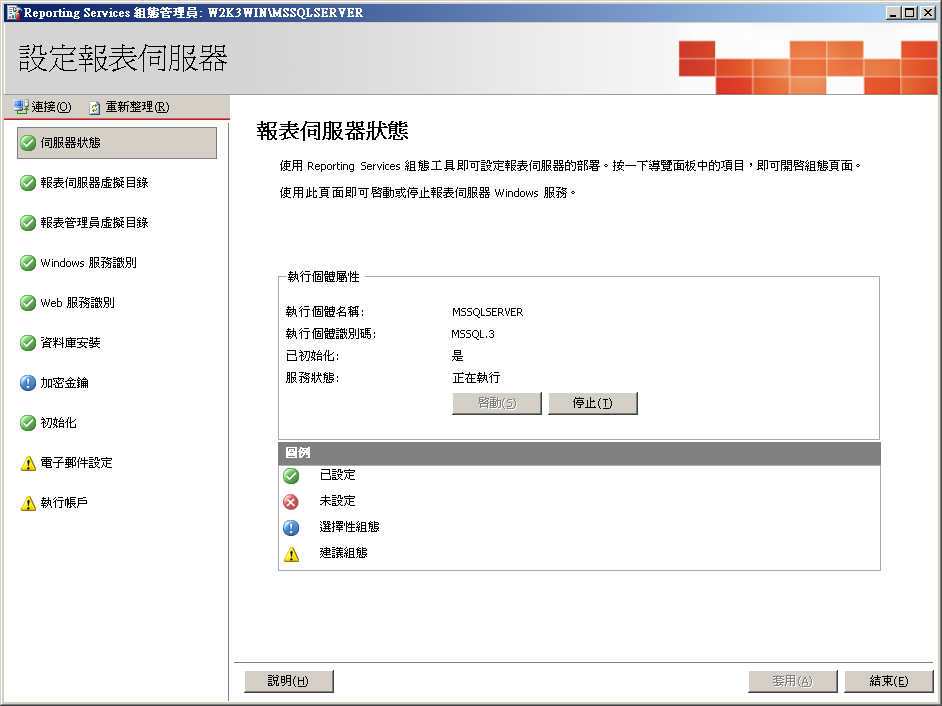 Reporting Services 組態管理員: W2K3WIN\MSSQLSERVER
設定報表伺服器
連接(O) 重新整理(R)
伺服器狀態
報表伺服器虛擬目錄
報表管理員虛擬目錄
Windows 服務識別
Web 服務識別
資料庫安裝
加密金鑰
初始化
電子郵件設定
執行帳戶
報表伺服器狀態
使用 Reporting Services 組態工具即可設定報表伺服器的部署。按一下導覽面板中的項目，即可開啟組態頁面。
使用此頁面即可啟動或停止報表伺服器 Windows 服務。
執行個體屬性
執行個體名稱: MSSQLSERVER
執行個體識別碼: MSSQL.3
已初始化: 是
服務狀態: 正在執行
啟動(S) 停止(T)
圖例
已設定
未設定
選擇性組態
建議組態
說明(H) 套用(A) 結束(E)